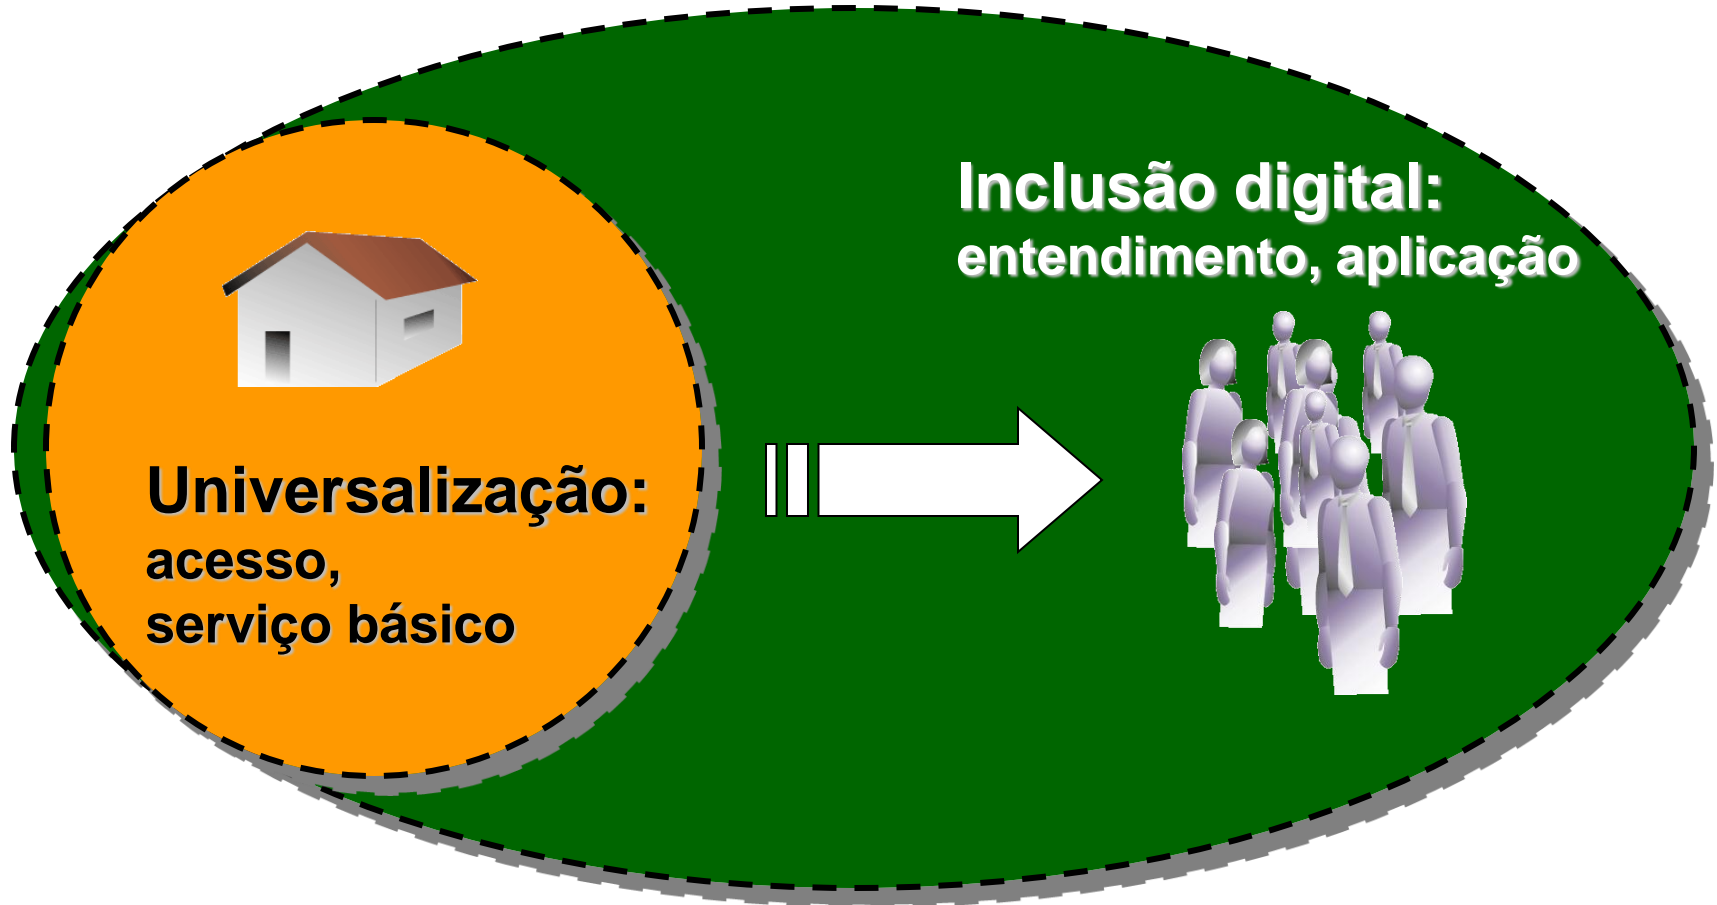 Inclusão digital:
entendimento, aplicação
Universalização:
acesso,
serviço básico